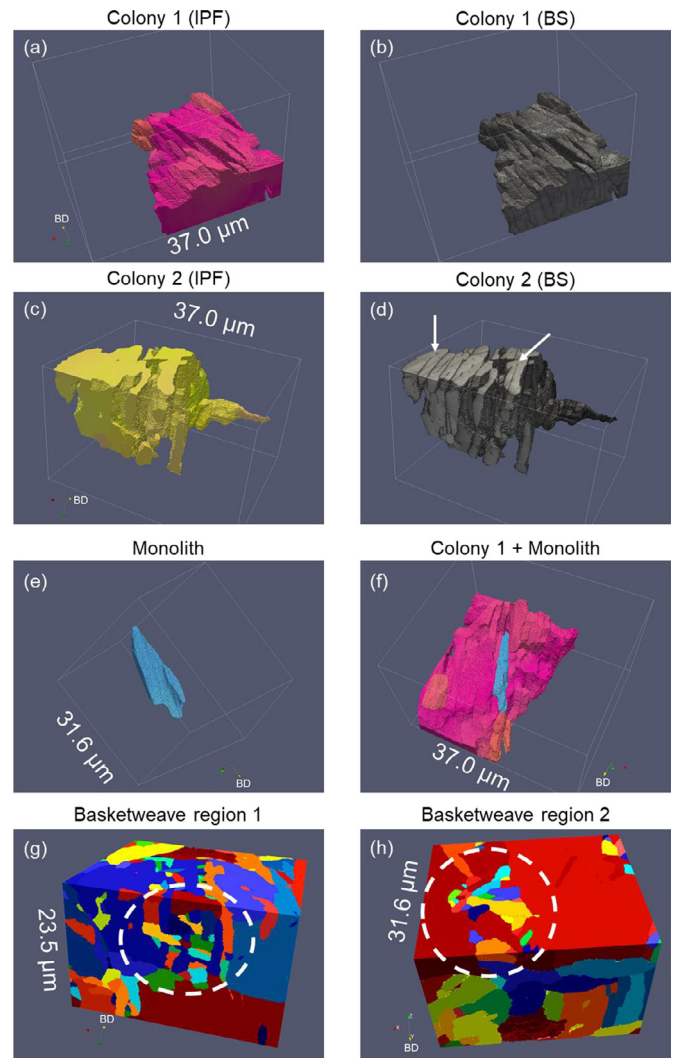 Colony 1 (IPF)
Colony 1 (BS)
(a)
(b)
BD
37.0 µm
Colony 2 (IPF)
Colony 2 (BS)
(c)
37.0 µm
(d)
BD
Monolith
Colony 1 + Monolith
(e)
(f)
31.6 µm
BD
37.0 µm
BD
Basketweave region 1
Basketweave region 2
(g)
(h)
23.5 µm
31.6 µm
BD
BD